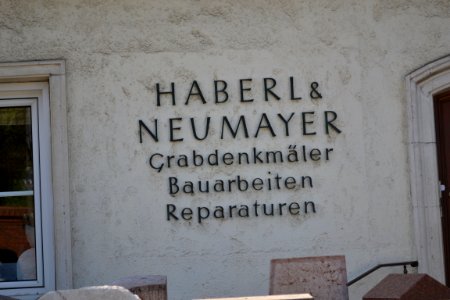 HABERL &
NEUMAYER
Grabdenkmäler
Bauarbeiten
Reparaturen